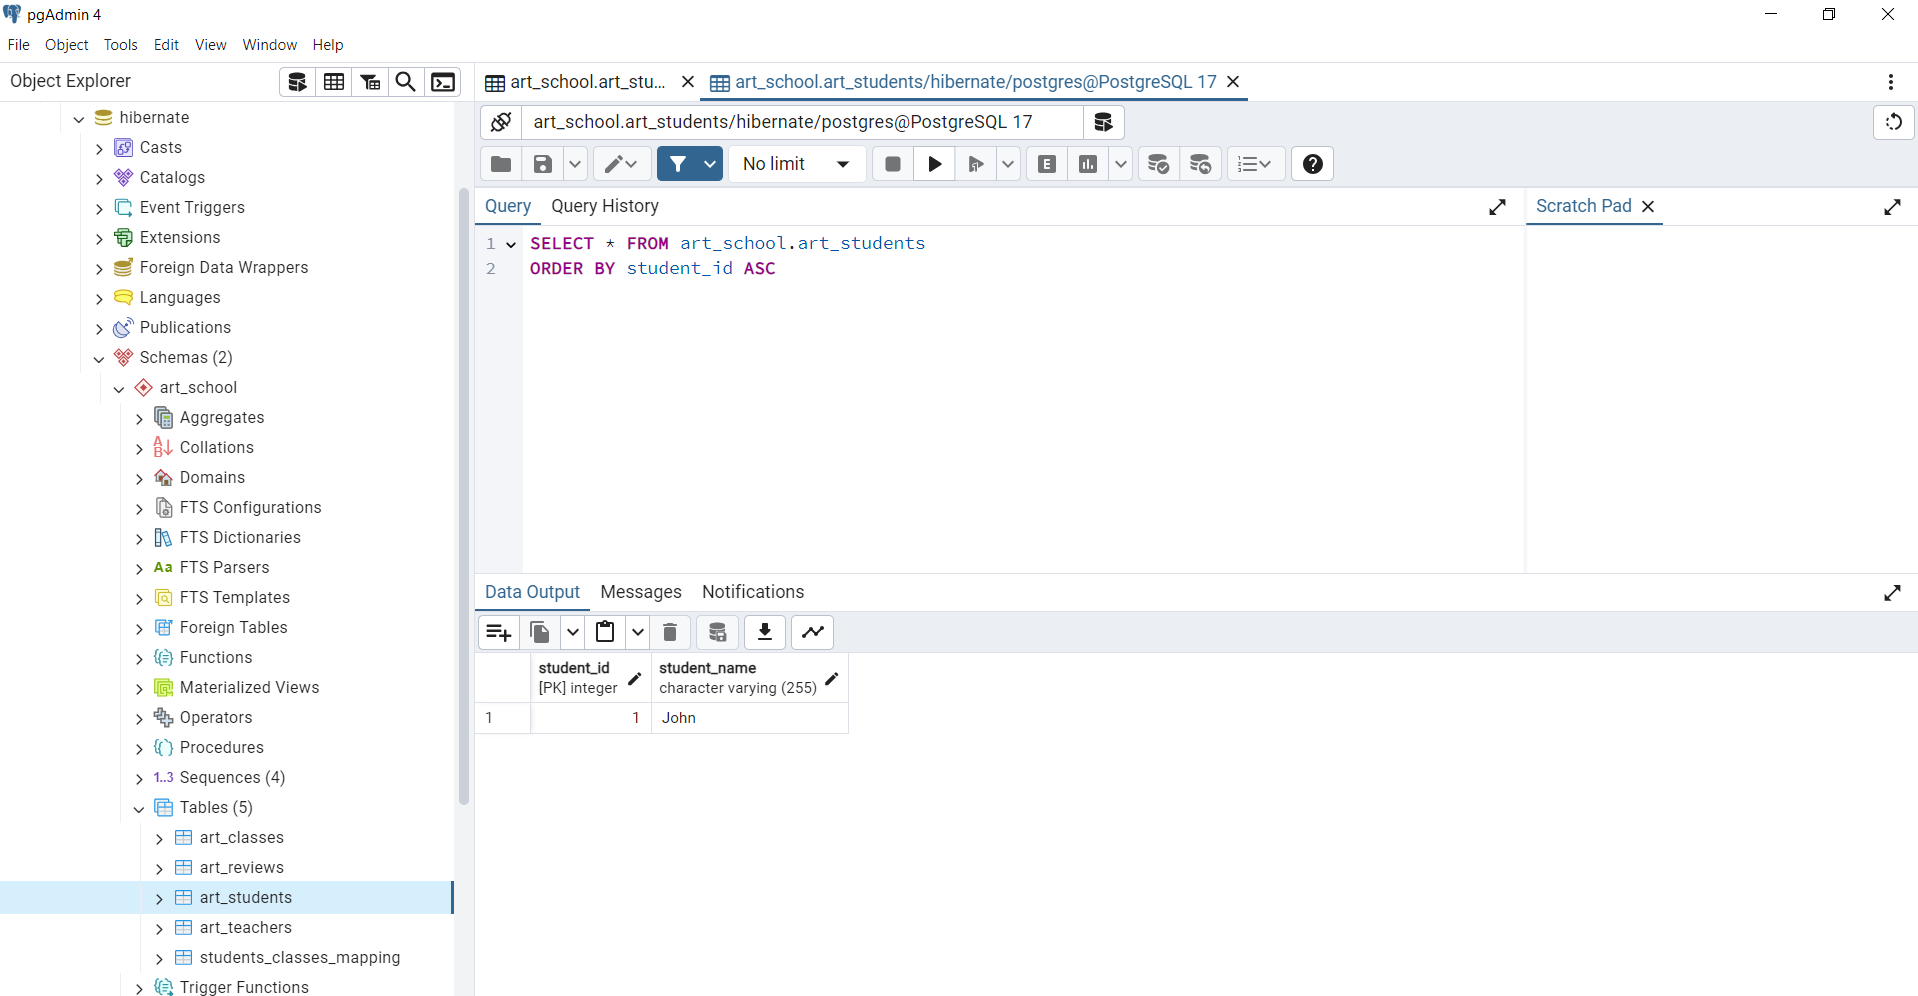 pgAdmin 4
File Object Tools Edit View Window Help
Object Explorer
art_school.art_stu...
art_school.art_students/hibernate/postgres@PostgreSQL 17
hibernate
Casts
Catalogs
Event Triggers
Extensions
Foreign Data Wrappers
Languages
Publications
Schemas (2)
art_school
Aggregates
Collations
Domains
FTS Configurations
FTS Dictionaries
Aa FTS Parsers
FTS Templates
Foreign Tables
Functions
Materialized Views
Operators
Procedures
1..3 Sequences (4)
Tables (5)
art_classes
art_reviews
art_students
art_teachers
students_classes_mapping
Trigger Functions
art_school.art_students/hibernate/postgres@PostgreSQL 17
No limit
E
Query Query History
Scratch Pad
1 SELECT * FROM art_school.art_students
2 ORDER BY student_id ASC
Data Output Messages Notifications
student_id
[PK] integer
student_name
character varying (255)
1 1 John